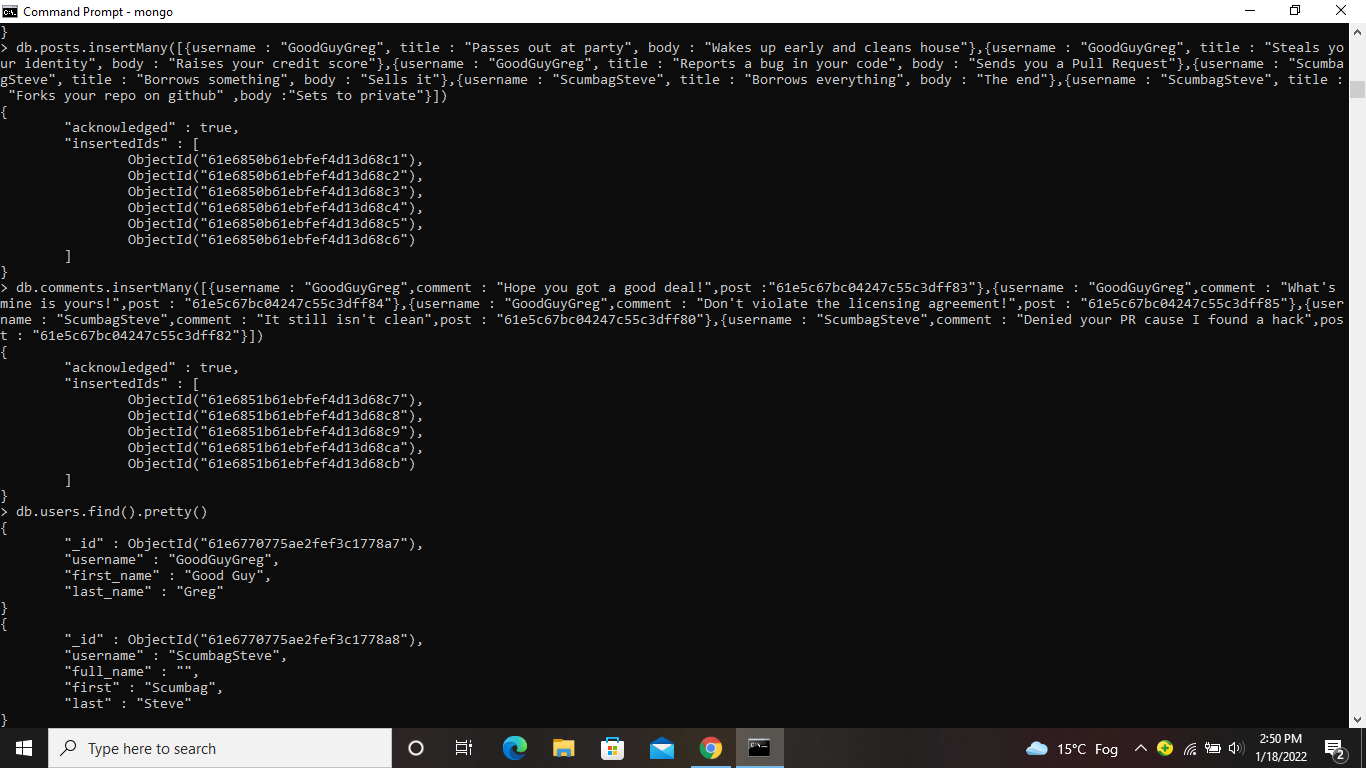 Command Prompt - mongo
}
> db.posts.insertMany([{username : "GoodGuyGreg", title : "Passes out at party", body : "Wakes up early and cleans house"},{username : "GoodGuyGreg", title : "Steals yo
ur identity", body : "Raises your credit score"},{username : "GoodGuyGreg", title : "Reports a bug in your code", body : "Sends you a Pull Request"},{username : "Scumba
gSteve", title : "Borrows something", body : "Sells it"},{username : "ScumbagSteve", title : "Borrows everything", body : "The end"},{username : "ScumbagSteve", title :
"Forks your repo on github" ,body :"Sets to private"}])
{
"acknowledged" : true,
"insertedIds" : [
ObjectId("61e6850b61ebfef4d13d68c1"),
ObjectId("61e6850b61ebfef4d13d68c2"),
ObjectId("61e6850b61ebfef4d13d68c3"),
ObjectId("61e6850b61ebfef4d13d68c4"),
ObjectId("61e6850b61ebfef4d13d68c5"),
ObjectId("61e6850b61ebfef4d13d68c6")
]
}
> db.comments.insertMany([{username : "GoodGuyGreg",comment : "Hope you got a good deal!",post :"61e5c67bc04247c55c3dff83"},{username : "GoodGuyGreg",comment : "What's
mine is yours!",post : "61e5c67bc04247c55c3dff84"},{username : "GoodGuyGreg",comment : "Don't violate the licensing agreement!",post : "61e5c67bc04247c55c3dff85"},{user
name : "ScumbagSteve",comment : "It still isn't clean",post : "61e5c67bc04247c55c3dff80"},{username : "ScumbagSteve",comment : "Denied your PR cause I found a hack",pos
t : "61e5c67bc04247c55c3dff82"}])
{
"acknowledged" : true,
"insertedIds" : [
ObjectId("61e6851b61ebfef4d13d68c7"),
ObjectId("61e6851b61ebfef4d13d68c8"),
ObjectId("61e6851b61ebfef4d13d68c9"),
ObjectId("61e6851b61ebfef4d13d68ca"),
ObjectId("61e6851b61ebfef4d13d68cb")
]
}
> db.users.find().pretty()
{
"_id" : ObjectId("61e6770775ae2fef3c1778a7"),
"username" : "GoodGuyGreg",
"first_name" : "Good Guy",
"last_name" : "Greg"
}
{
"_id" : ObjectId("61e6770775ae2fef3c1778a8"),
"username" : "ScumbagSteve",
"full_name" : "",
"first" : "Scumbag",
"last" : "Steve"
}
Type here to search
15°C Fog
2:50 PM
1/18/2022
2